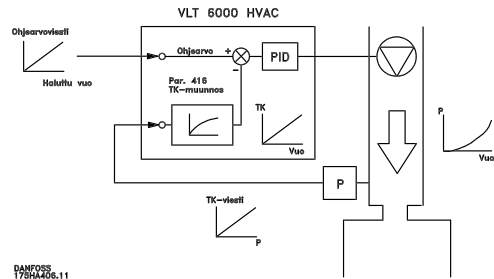 VLT 6000 HVAC
Ohjearvoviesti
Haluttu vuo
Ohjearvo
+
−
PID
Par. 416
TK-muunnos
TK
Vuo
P
Vuo
P
TK-viesti
P
DANFOSS
175HA406.11